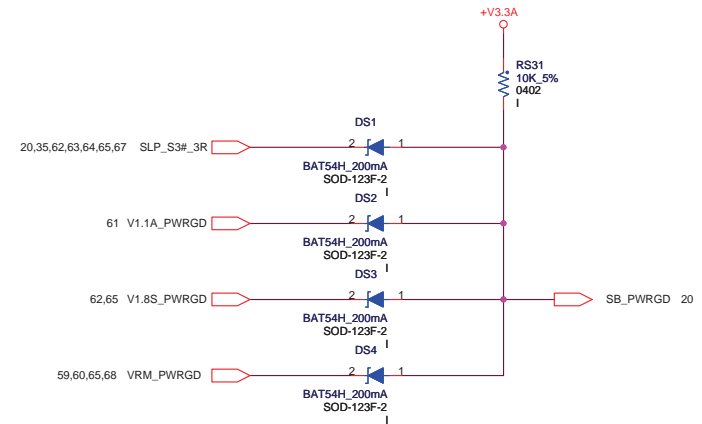 +V3.3A
RS31
10K_5%
0402
I
DS1
20,35,62,63,64,65,67 SLP_S3#_3R 2 1
BAT54H_200mA
SOD-123F-2
I
DS2
61 V1.1A_PWRGD 2 1
BAT54H_200mA
SOD-123F-2
I
DS3
62,65 V1.8S_PWRGD 2 1 SB_PWRGD 20
BAT54H_200mA
SOD-123F-2
I
DS4
59,60,65,68 VRM_PWRGD 2 1
BAT54H_200mA
SOD-123F-2
I